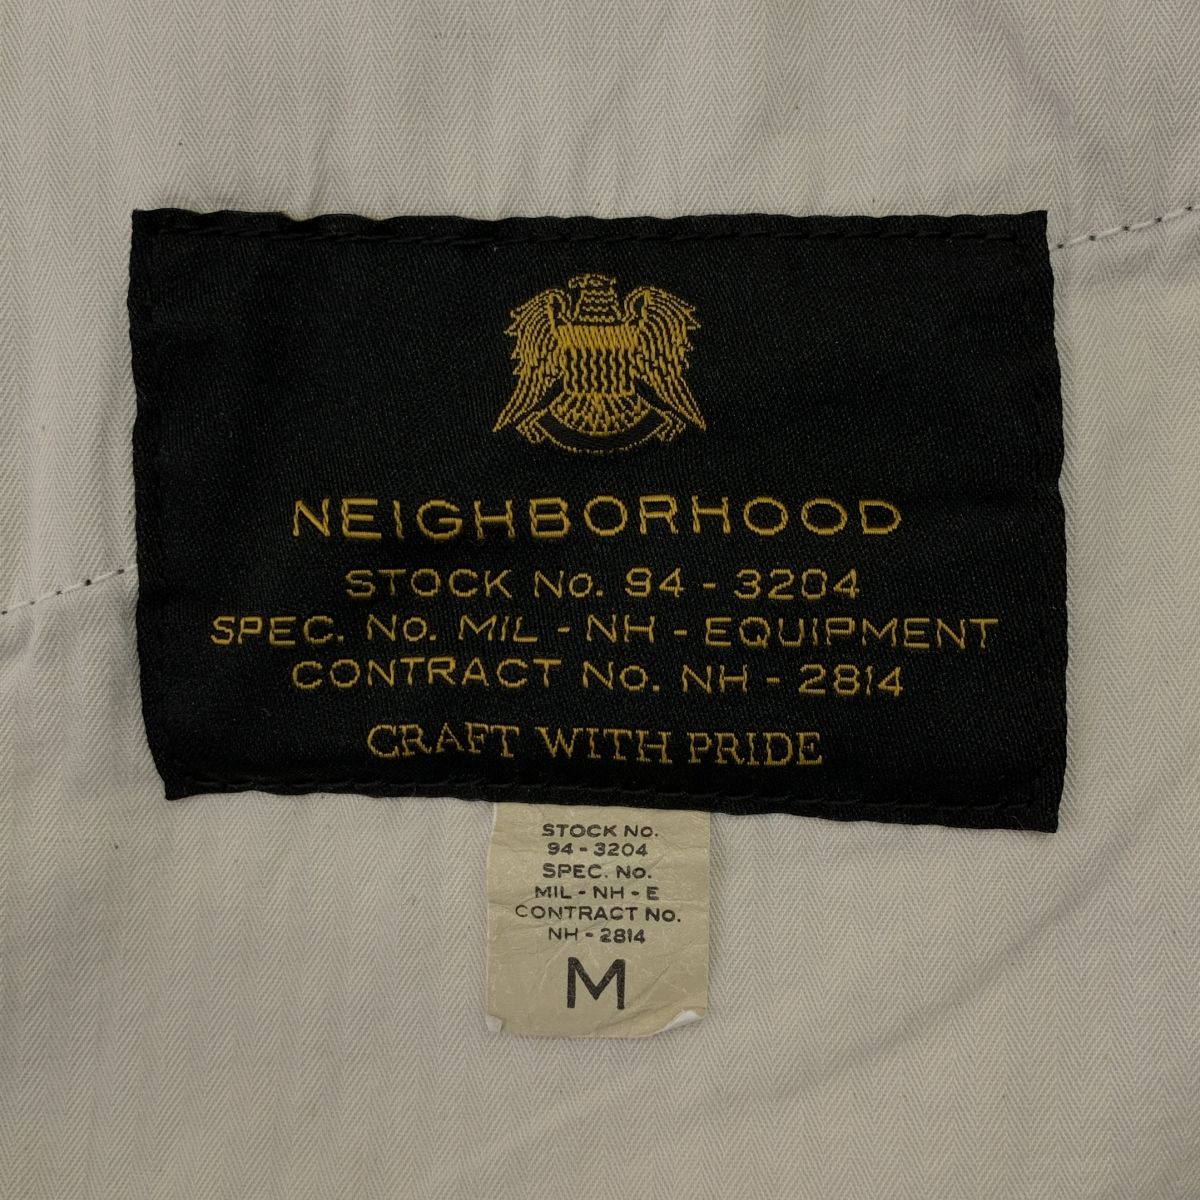 NEIGHBORHOOD
STOCK No. 94 - 3204
SPEC. No. MIL - NH - EQUIPMENT
CONTRACT No. NH - 2814
CRAFT WITH PRIDE
STOCK No.
94 - 3204
SPEC. No.
MIL - NH - E
CONTRACT No.
NH - 2814
M